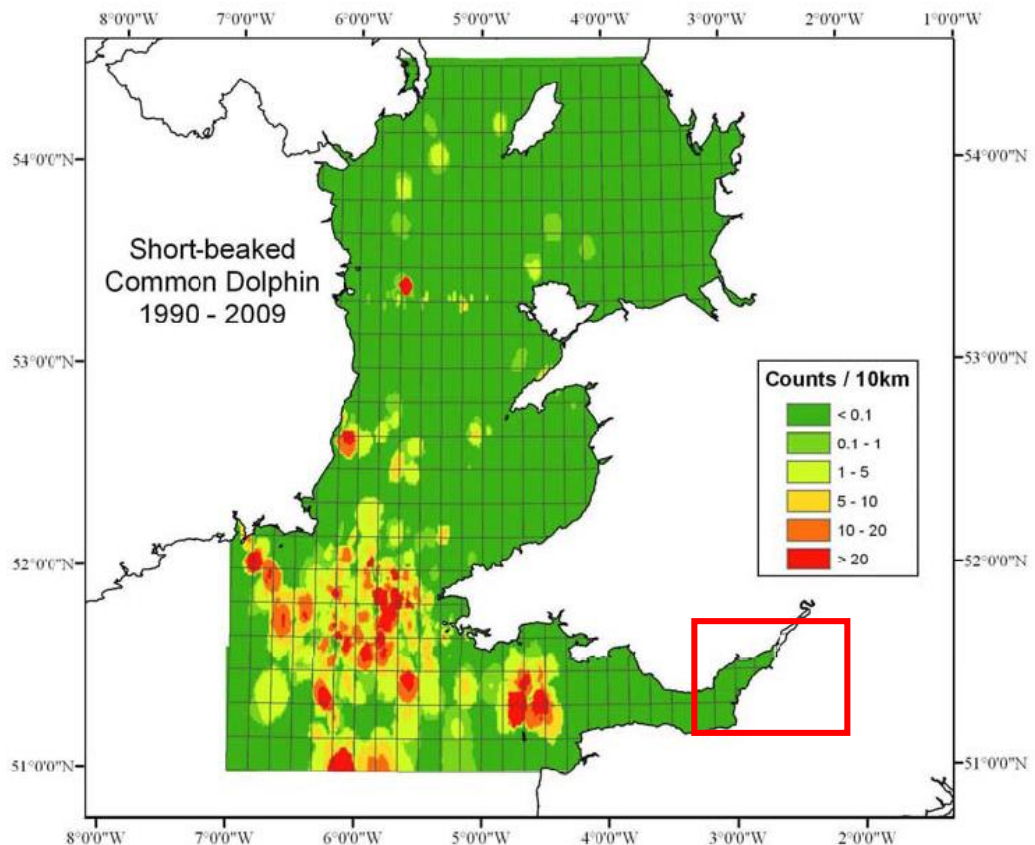 8°0'0"W 7°0'0"W 6°0'0"W 5°0'0"W 4°0'0"W 3°0'0"W 2°0'0"W 1°0'0"W
54°0'0"N
54°0'0"N
Short-beaked
Common Dolphin
1990 - 2009
53°0'0"N
53°0'0"N
Counts / 10km
< 0.1
0.1 - 1
1 - 5
5 - 10
10 - 20
> 20
52°0'0"N
52°0'0"N
51°0'0"N
51°0'0"N
8°0'0"W 7°0'0"W 6°0'0"W 5°0'0"W 4°0'0"W 3°0'0"W 2°0'0"W